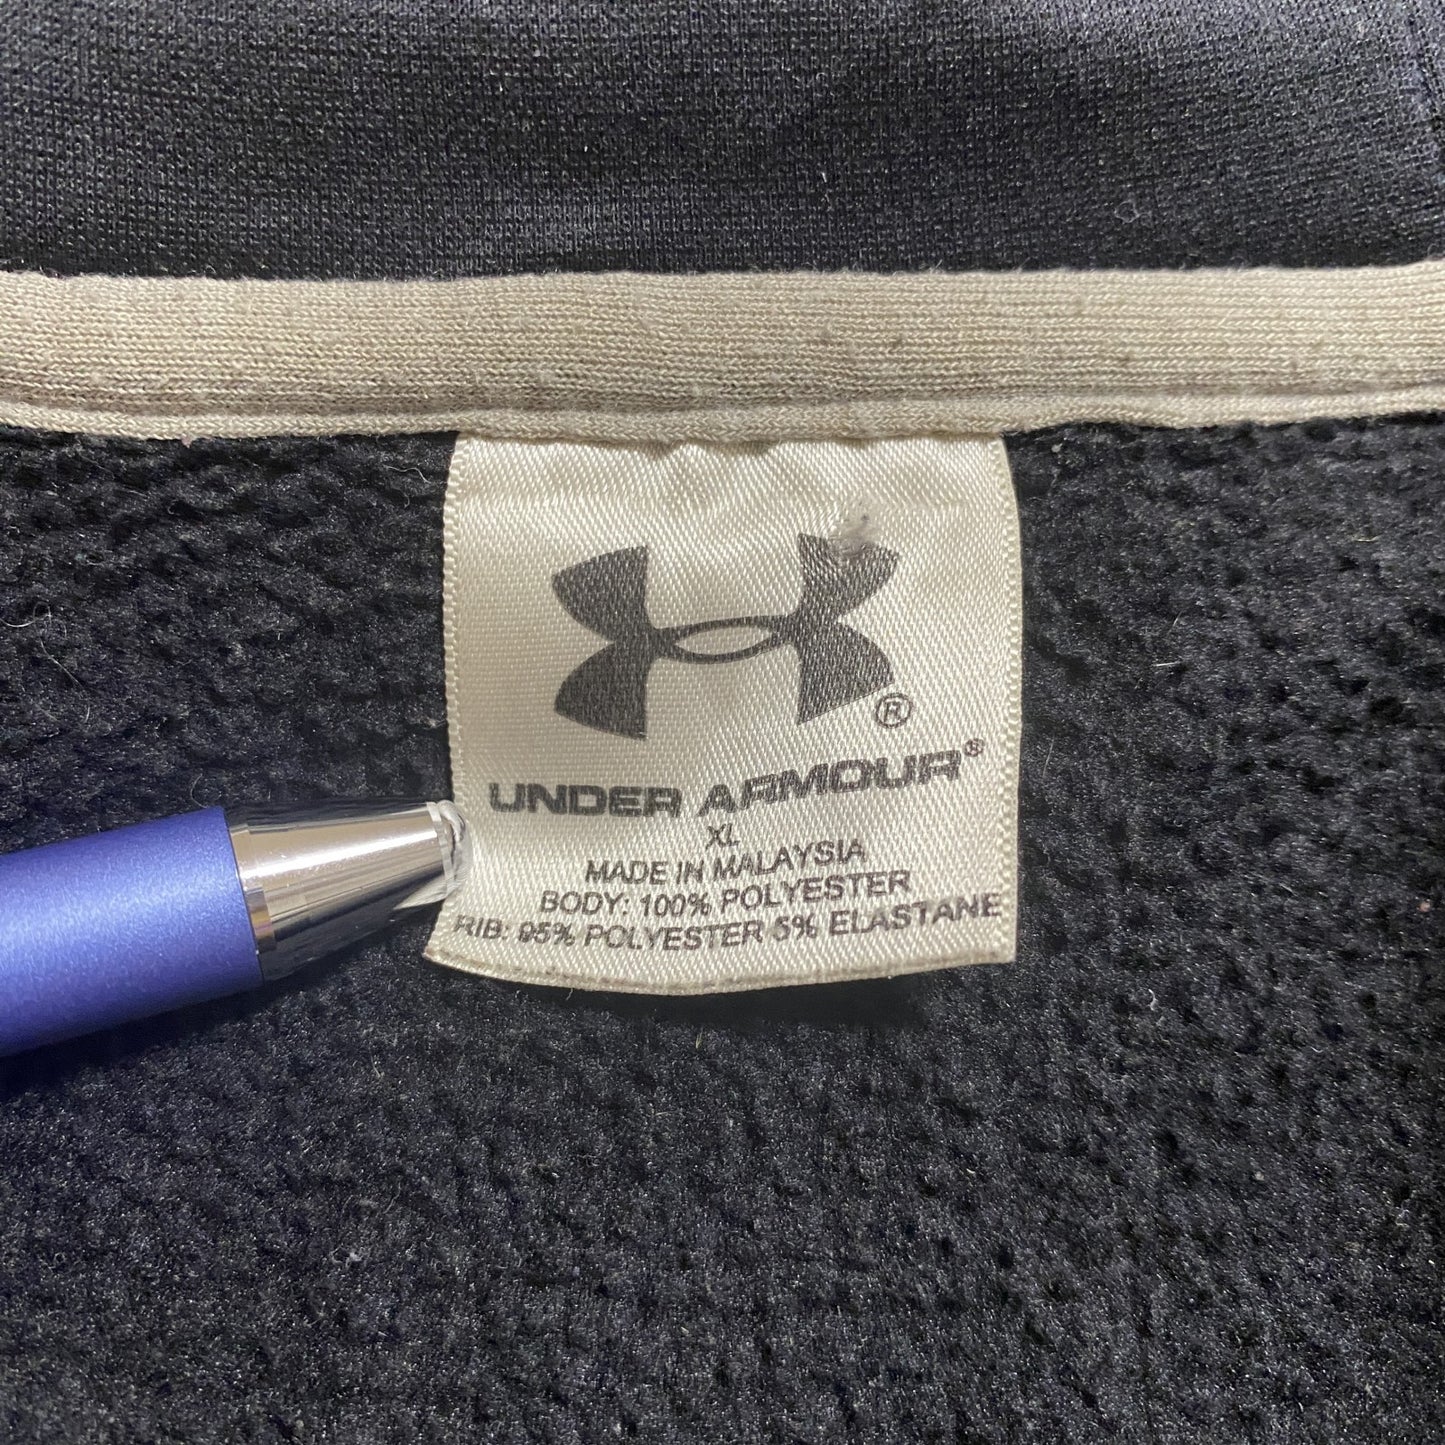 ®
UNDER ARMOUR®
XL
MADE IN MALAYSIA
BODY: 100% POLYESTER
RIB: 95% POLYESTER 5% ELASTANE